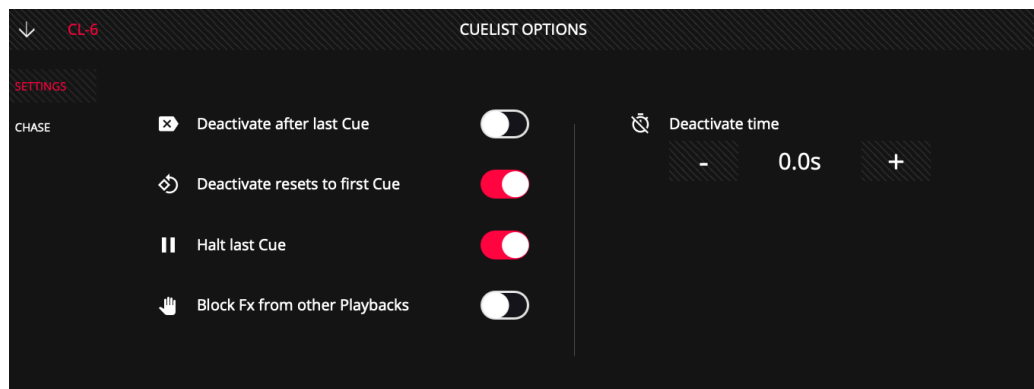 CL-6
CUELIST OPTIONS
SETTINGS
CHASE
Deactivate after last Cue
Deactivate resets to first Cue
Halt last Cue
Block Fx from other Playbacks
Deactivate time
- 0.0s +